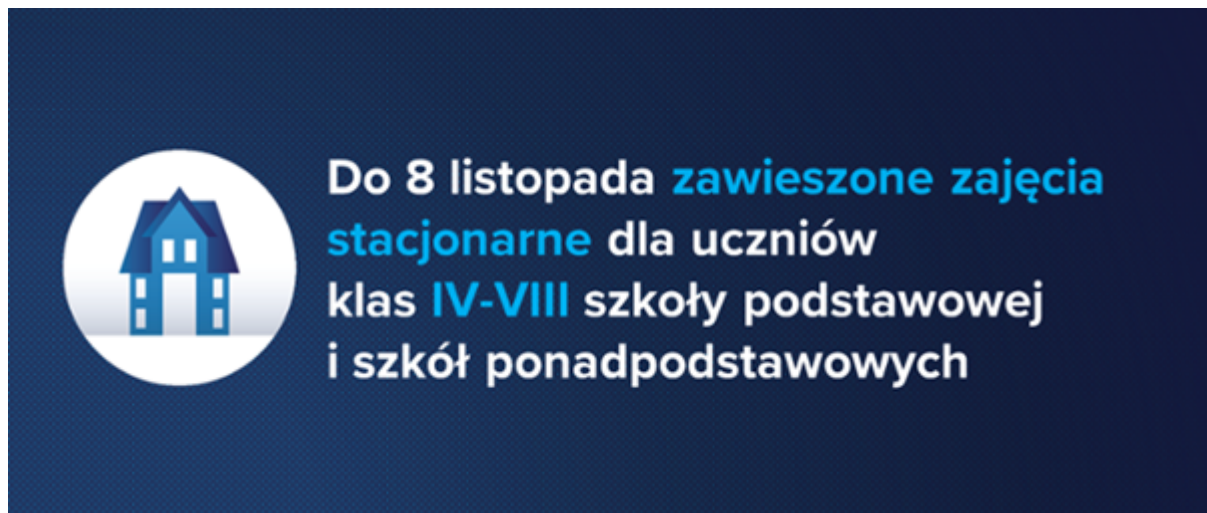 Do 8 listopada zawieszone zajęcia
stacjonarne dla uczniów
klas IV-VIII szkoły podstawowej
i szkół ponadpodstawowych